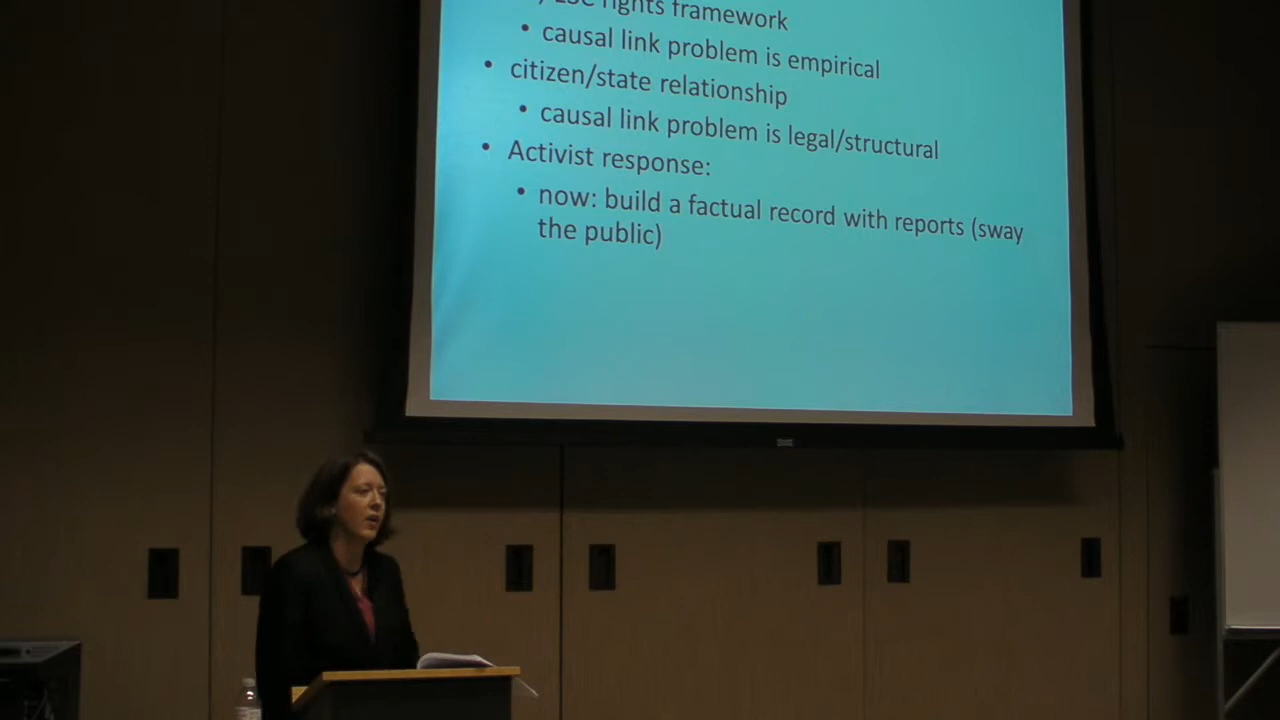 ESC rights framework
• causal link problem is empirical
• citizen/state relationship
• causal link problem is legal/structural
• Activist response:
• now: build a factual record with reports (sway
the public)